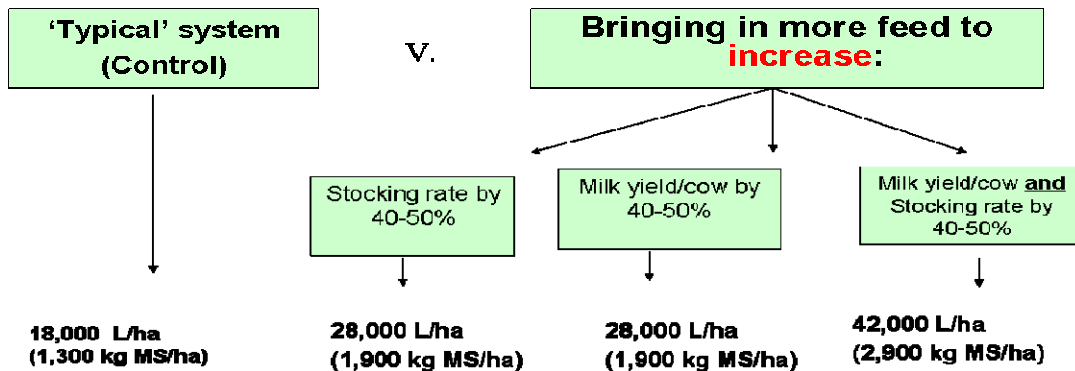 ‘Typical’ system
(Control)
v.
Bringing in more feed to
increase:
Stocking rate by
40-50%
Milk yield/cow by
40-50%
Milk yield/cow and
Stocking rate by
40-50%
18,000 L/ha
(1,300 kg MS/ha)
28,000 L/ha
(1,900 kg MS/ha)
28,000 L/ha
(1,900 kg MS/ha)
42,000 L/ha
(2,900 kg MS/ha)